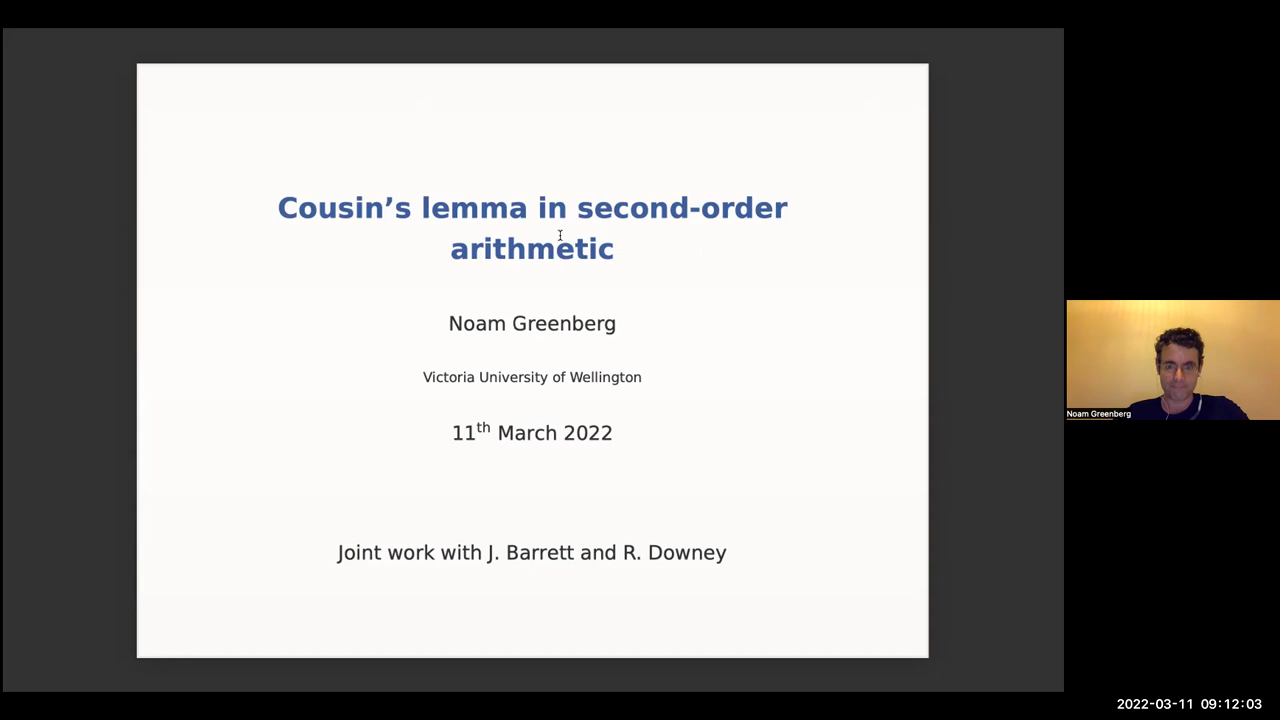 Cousin's lemma in second-order
arithmetic
Noam Greenberg
Victoria University of Wellington
11th March 2022
Joint work with J. Barrett and R. Downey
Noam Greenberg
2022-03-11 09:12:03